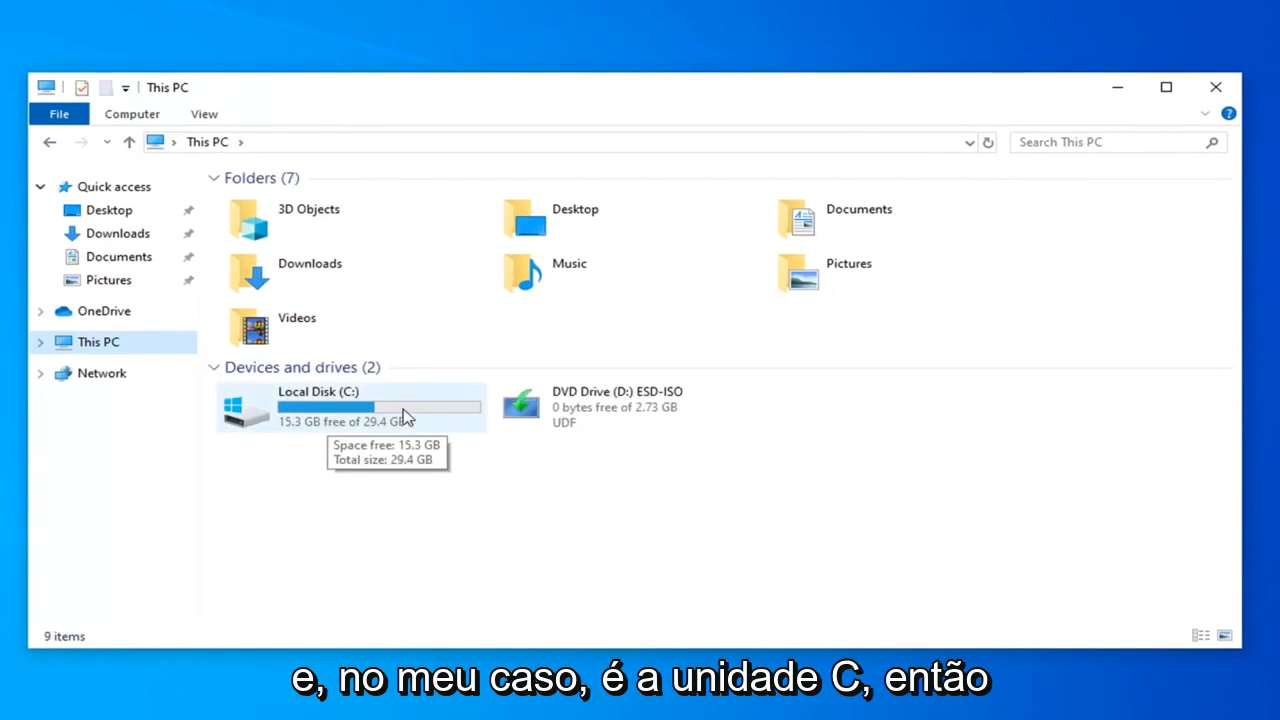 This PC
File Computer View
This PC
Search This PC
Quick access
Desktop
Downloads
Documents
Pictures
OneDrive
This PC
Network
Folders (7)
3D Objects
Desktop
Documents
Downloads
Music
Pictures
Videos
Devices and drives (2)
Local Disk (C:)
15.3 GB free of 29.4 GB
Space free: 15.3 GB
Total size: 29.4 GB
DVD Drive (D:) ESD-ISO
0 bytes free of 2.73 GB
UDF
9 items
e, no meu caso, é a unidade C, então